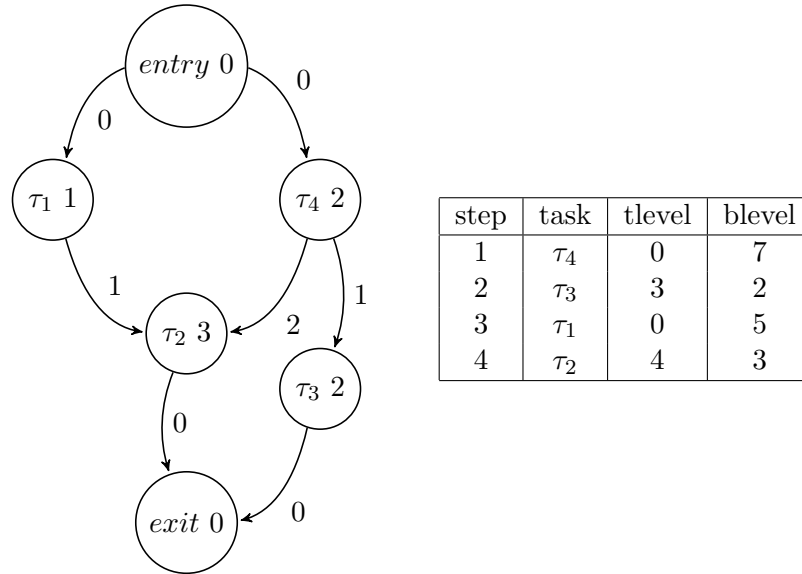 entry 0
0
0
τ₁ 1
τ₄ 2
1
2
1
τ₂ 3
τ₃ 2
0
0
exit 0
step task tlevel blevel
1 τ₄ 0 7
2 τ₃ 3 2
3 τ₁ 0 5
4 τ₂ 4 3